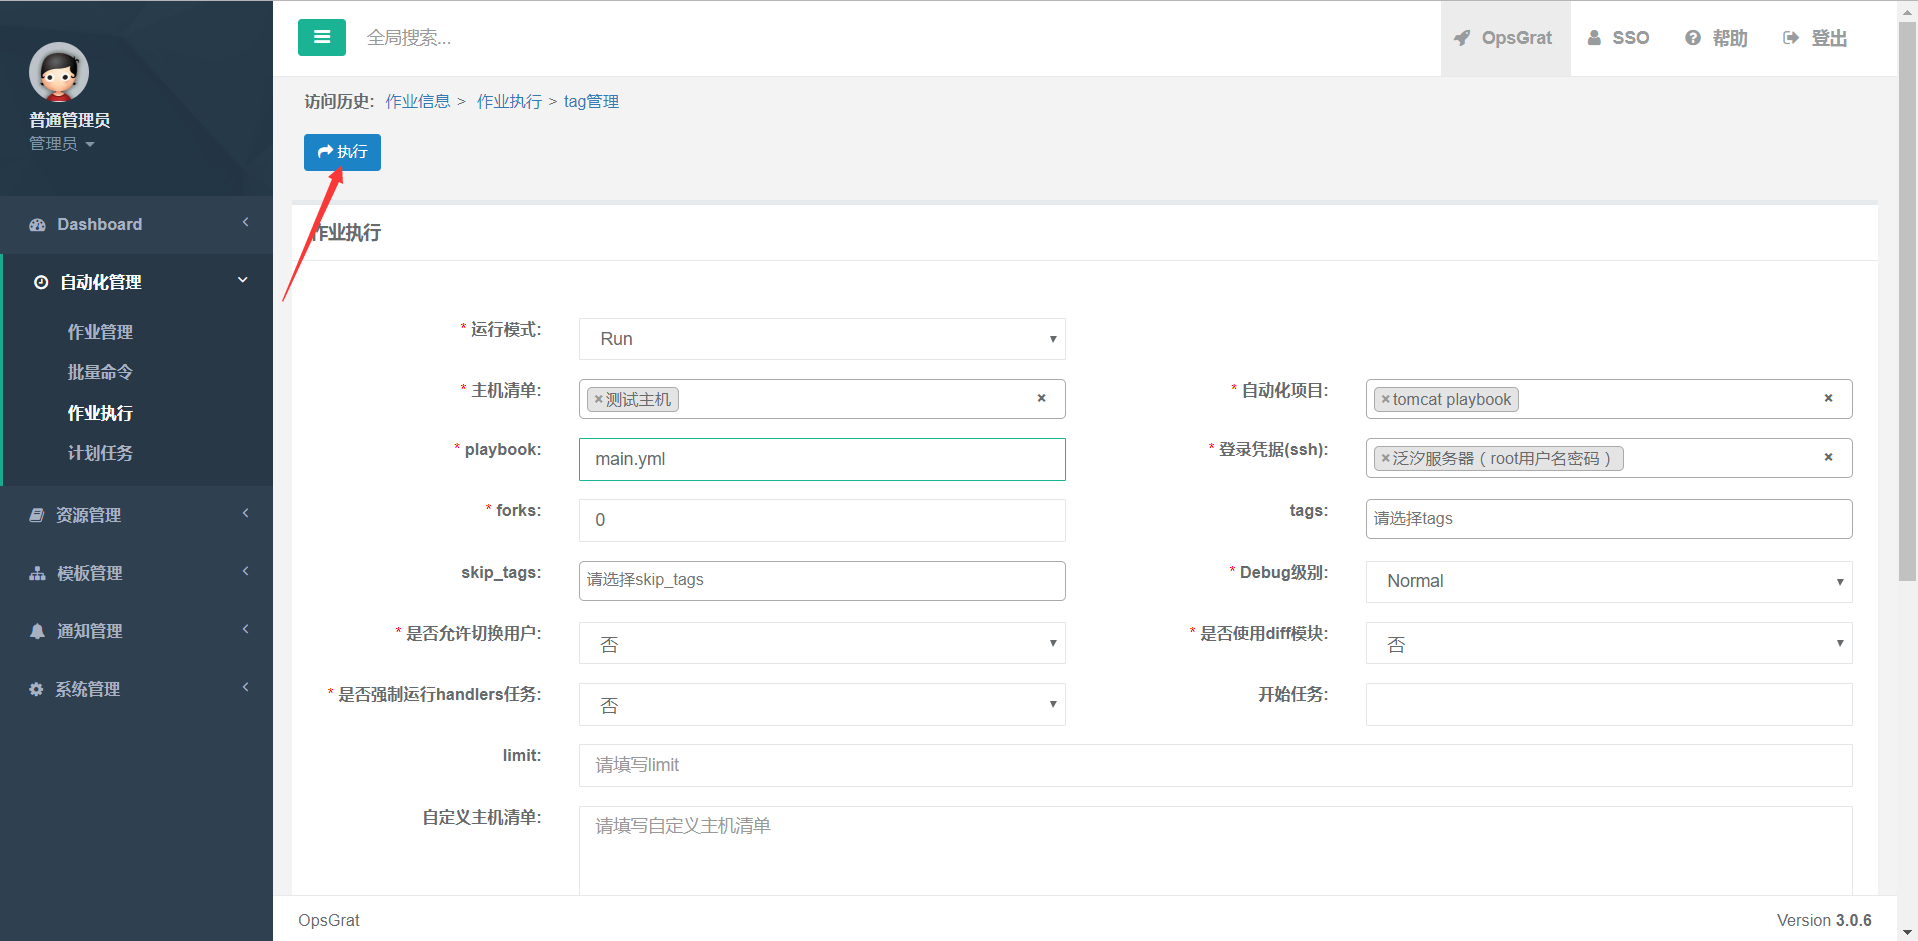 全局搜索...
OpsGrat
SSO
帮助
登出
普通管理员
管理员
Dashboard
自动化管理
作业管理
批量命令
作业执行
计划任务
资源管理
模板管理
通知管理
系统管理
访问历史: 作业信息 > 作业执行 > tag管理
执行
作业执行
* 运行模式: Run
* 主机清单: ×测试主机 ×
* 自动化项目: ×tomcat playbook ×
* playbook: main.yml
* 登录凭据(ssh): ×泛汐服务器（root用户名密码） ×
* forks: 0
tags: 请选择tags
skip_tags: 请选择skip_tags
* Debug级别: Normal
* 是否允许切换用户: 否
* 是否使用diff模块: 否
* 是否强制运行handlers任务: 否
开始任务:
limit: 请填写limit
自定义主机清单: 请填写自定义主机清单
OpsGrat
Version 3.0.6